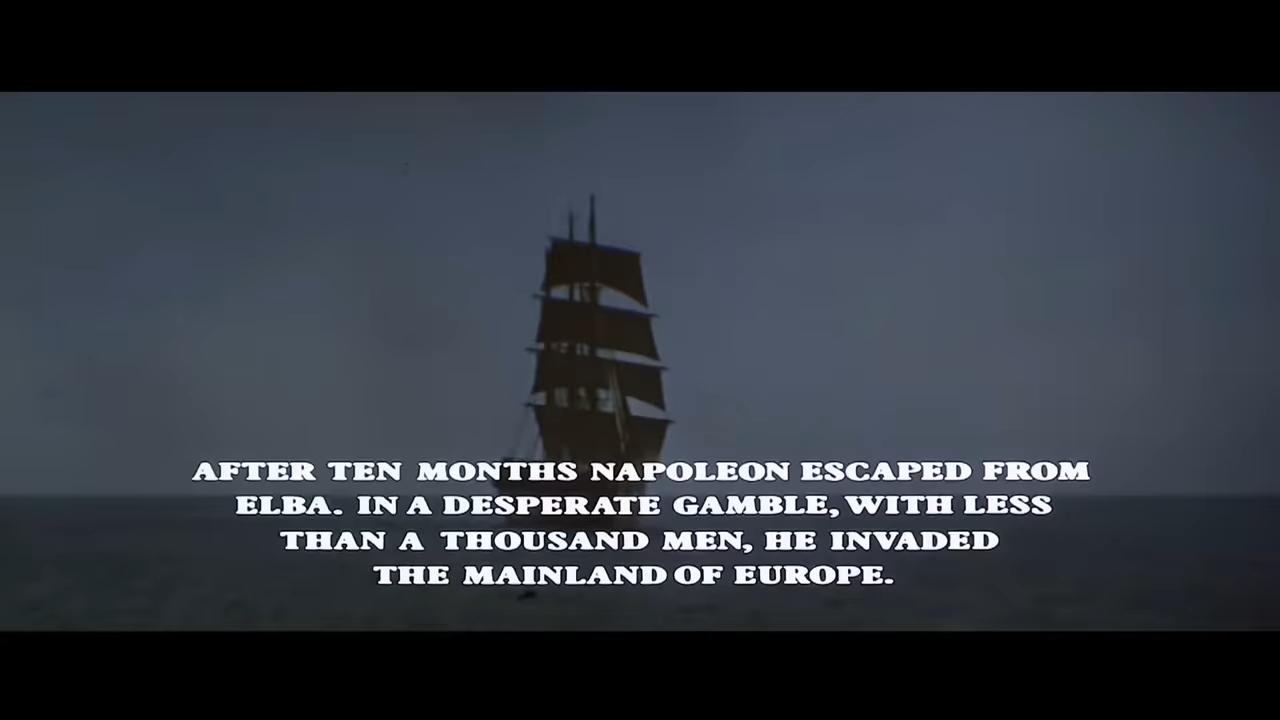 AFTER TEN MONTHS NAPOLEON ESCAPED FROM
ELBA. IN A DESPERATE GAMBLE, WITH LESS
THAN A THOUSAND MEN, HE INVADED
THE MAINLAND OF EUROPE.